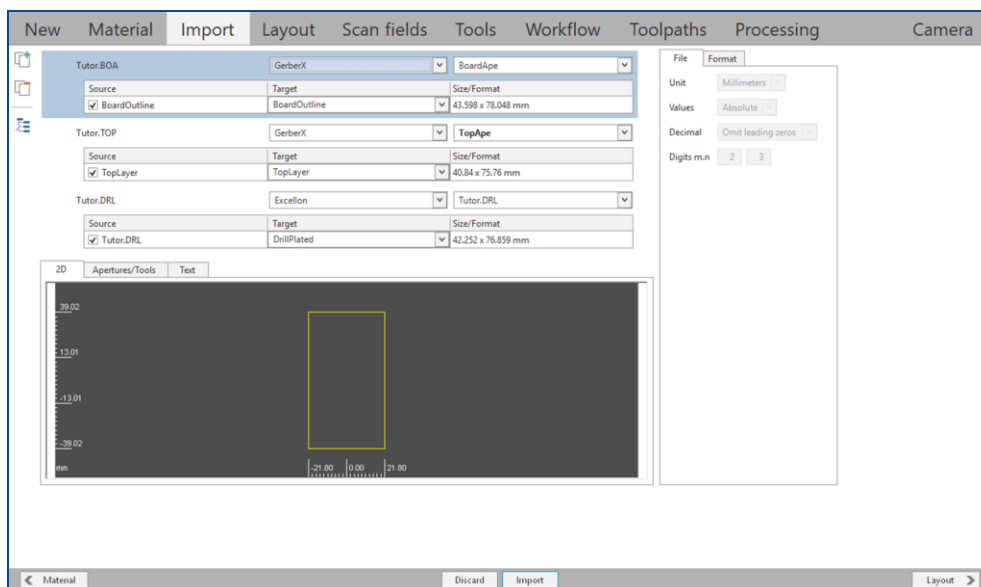 New Material Import Layout Scan fields Tools Workflow Toolpaths Processing Camera
Tutor.BOA GerberX BoardApe
Source Target Size/Format
BoardOutline BoardOutline 43.598 x 78.048 mm
Tutor.TOP GerberX TopApe
Source Target Size/Format
TopLayer TopLayer 40.84 x 75.76 mm
Tutor.DRL Excellon Tutor.DRL
Source Target Size/Format
Tutor.DRL DrillPlated 42.252 x 76.859 mm
File Format
Unit Millimeters
Values Absolute
Decimal Omit leading zeros
Digits m.n 2 3
2D Apertures/Tools Text
39.02
13.01
-13.01
-39.02
mm -21.80 0.00 21.80
Material Discard Import Layout